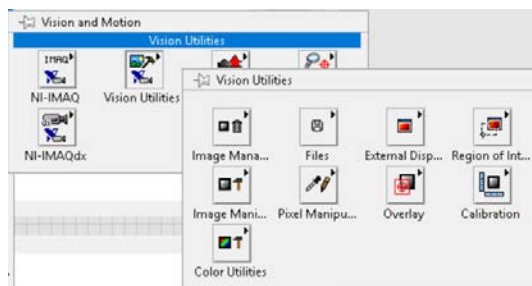 Vision and Motion
Vision Utilities
IMAQ
NI-IMAQ
Vision Utilities
NI-IMAQdx
Vision Utilities
Image Mana...
Files
External Disp...
Region of Int...
Image Mani...
Pixel Manipu...
Overlay
Calibration
Color Utilities